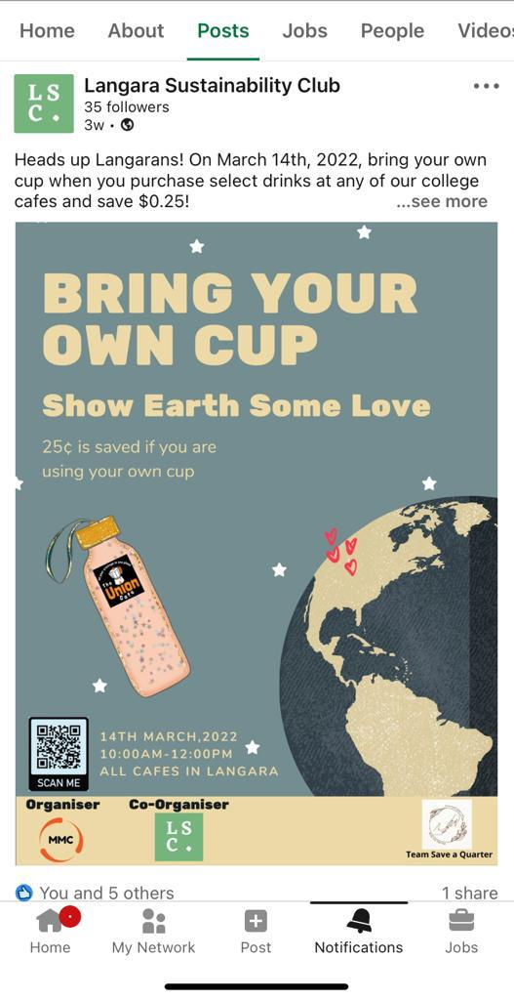 Home About Posts Jobs People Videos
Langara Sustainability Club
LS
C.
35 followers
3w •
Heads up Langarans! On March 14th, 2022, bring your own
cup when you purchase select drinks at any of our college
cafes and save $0.25!
...see more
BRING YOUR
OWN CUP
Show Earth Some Love
25¢ is saved if you are
using your own cup
The
Union
Cafe
14TH MARCH,2022
10:00AM-12:00PM
ALL CAFES IN LANGARA
SCAN ME
Organiser Co-Organiser
MMC
LS
C.
Team Save a Quarter
You and 5 others 1 share
Home My Network Post Notifications Jobs